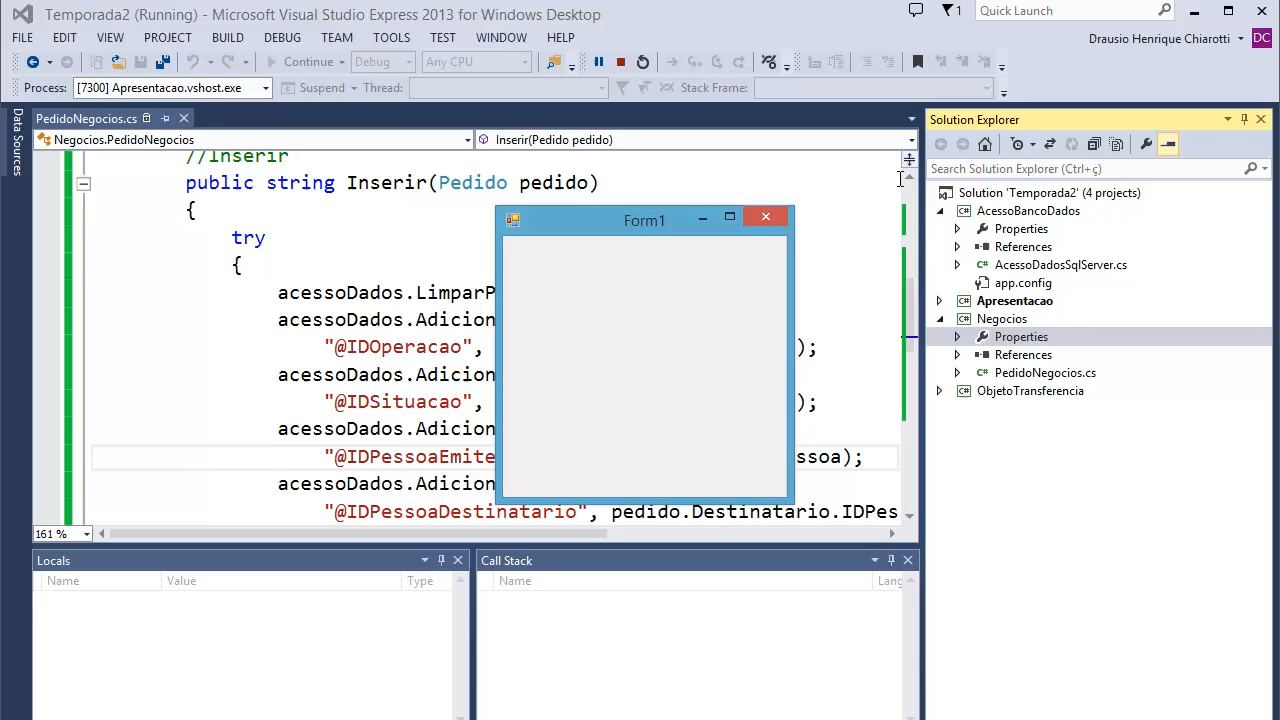 Temporada2 (Running) - Microsoft Visual Studio Express 2013 for Windows Desktop
1
Quick Launch
FILE EDIT VIEW PROJECT BUILD DEBUG TEAM TOOLS TEST WINDOW HELP
Drausio Henrique Chiarotti DC
Continue Debug Any CPU
Process: [7300] Apresentacao.vshost.exe Suspend Thread: Stack Frame:
Data Sources
PedidoNegocios.cs
Negocios.PedidoNegocios
Inserir(Pedido pedido)
//Inserir
public string Inserir(Pedido pedido)
{
try
{
acessoDados.LimparP
acessoDados.Adicion
"@IDOperacao", );
acessoDados.Adicion
"@IDSituacao", );
acessoDados.Adicion
"@IDPessoaEmite ssoa);
acessoDados.Adicion
"@IDPessoaDestinatario", pedido.Destinatario.IDPes
161 %
Form1
Locals
Name Value Type
Call Stack
Name Lang
Solution Explorer
Search Solution Explorer (Ctrl+ç)
Solution 'Temporada2' (4 projects)
AcessoBancoDados
Properties
References
AcessoDadosSqlServer.cs
app.config
Apresentacao
Negocios
Properties
References
PedidoNegocios.cs
ObjetoTransferencia